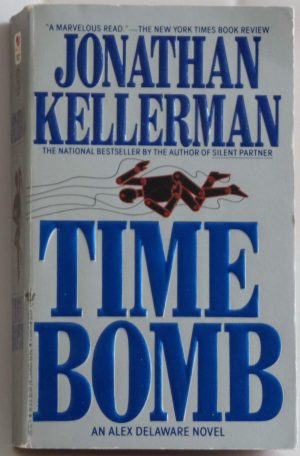 "A MARVELOUS READ."—THE NEW YORK TIMES BOOK REVIEW
JONATHAN
KELLERMAN
THE NATIONAL BESTSELLER BY THE AUTHOR OF SILENT PARTNER
TIME
BOMB
AN ALEX DELAWARE NOVEL